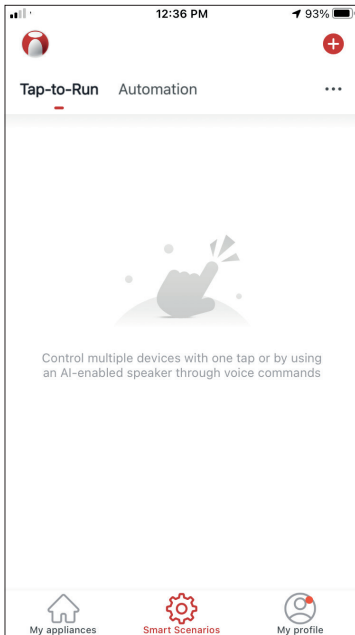 12:36 PM
93%
Tap-to-Run Automation
Control multiple devices with one tap or by using
an AI-enabled speaker through voice commands
My appliances Smart Scenarios My profile